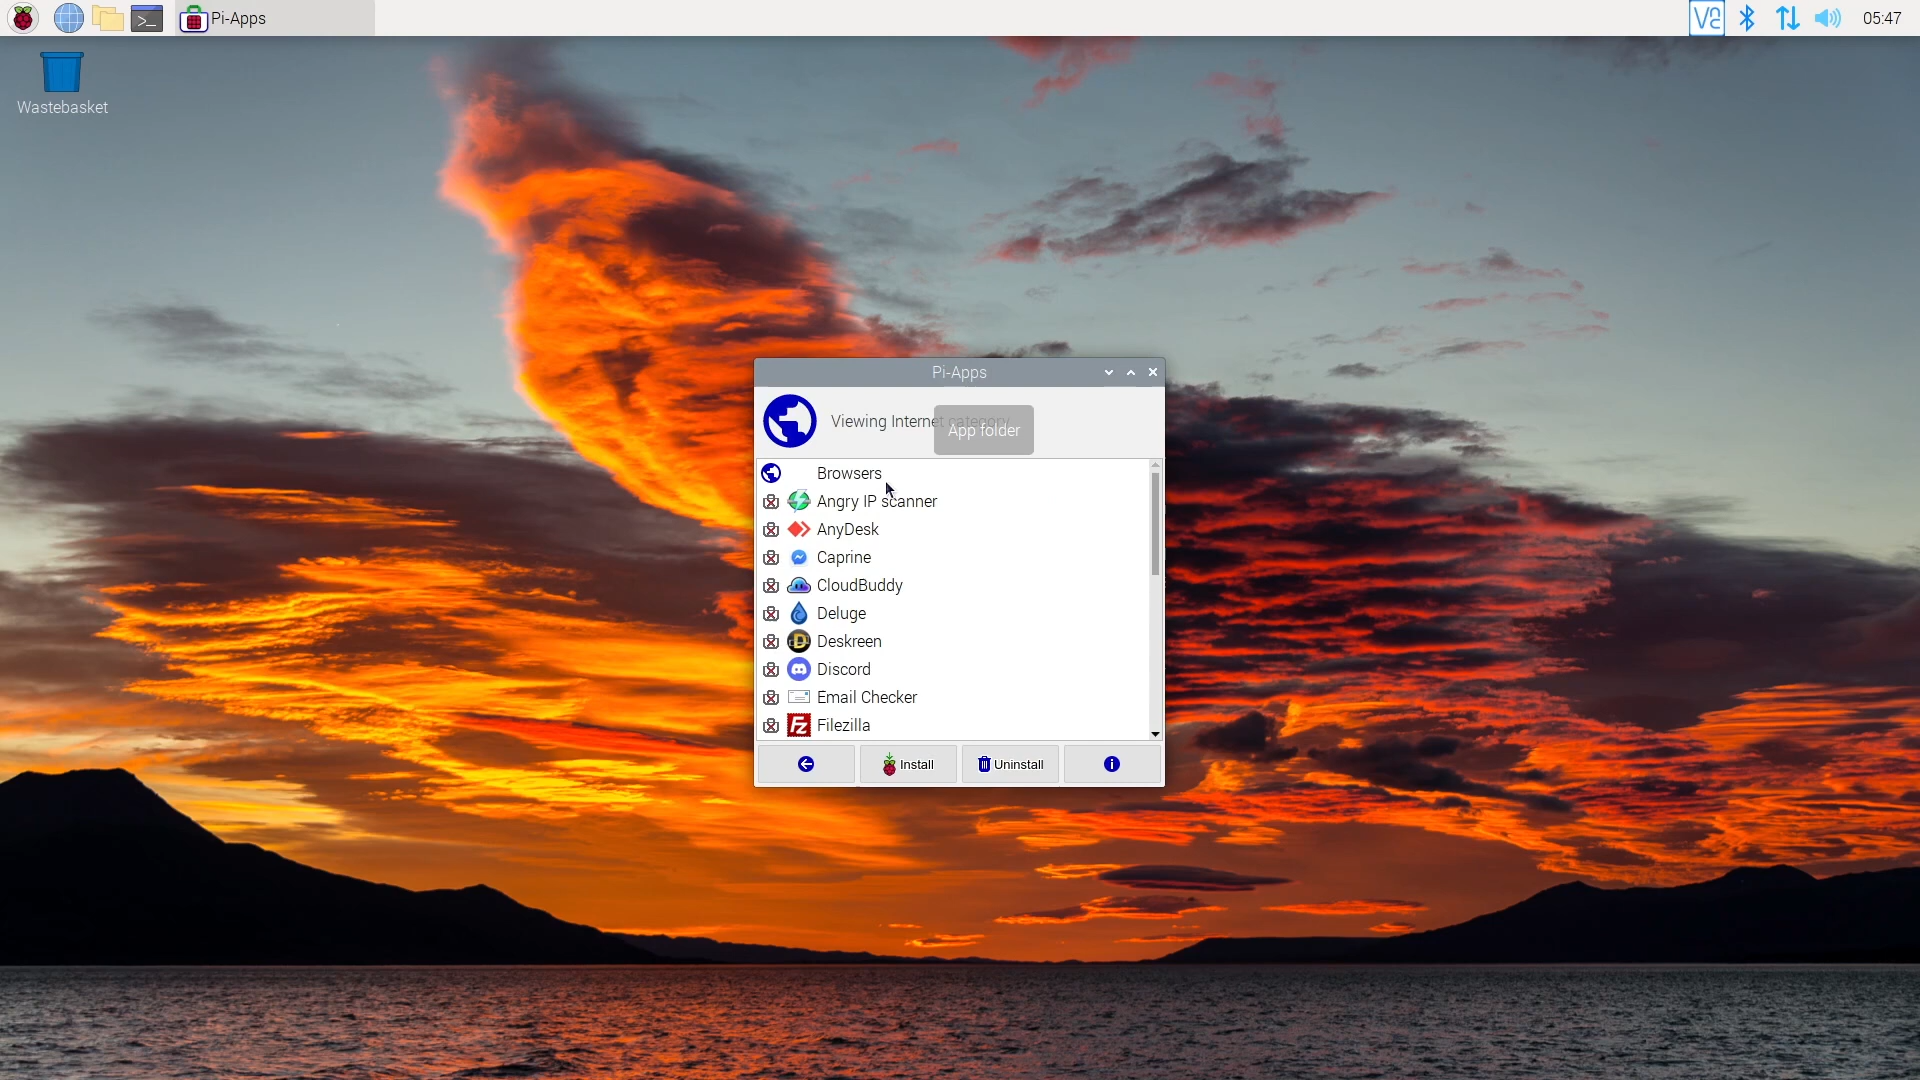 Pi-Apps
05:47
Wastebasket
Pi-Apps
Viewing Internet category
App folder
Browsers
Angry IP scanner
AnyDesk
Caprine
CloudBuddy
Deluge
Deskreen
Discord
Email Checker
Filezilla
Install
Uninstall